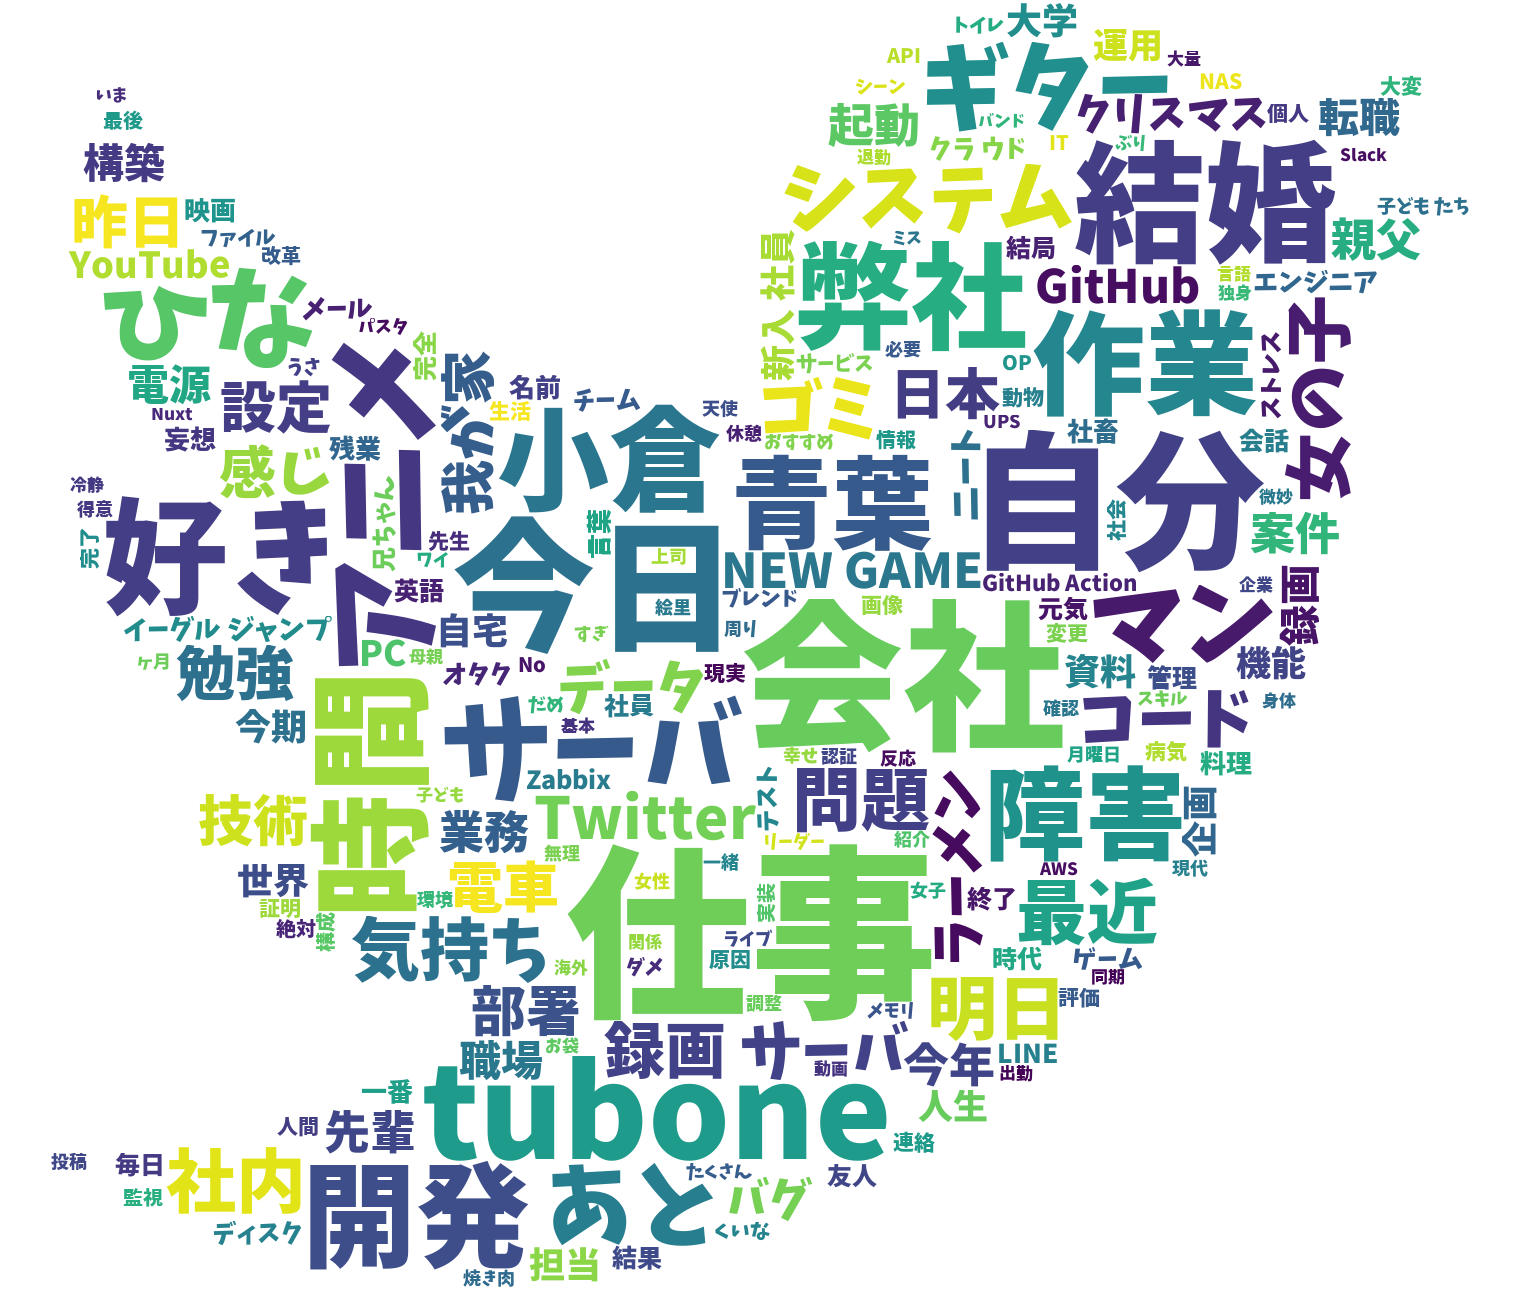 トイレ
大学
API
ギター
運用
大量
いま
シーン
NAS
大変
最後
起動
バンド
クリスマス
個人
転職
構築
退勤
クラウド
IT
ぶり
Slack
昨日
映画
システム
結婚
子どもたち
ファイル
改革
新入社員
ミス
結局
親父
YouTube
弊社
GitHub
言語
独身
エンジニア
ひな
メール
パスタ
完全
必要
作業
女の子
電源
うさ
我が家
名前
サービス
OP
ストレス
Nuxt
設定
生活
チーム
天使
ゴミ
日本
動物
妄想
残業
小倉
休憩
おすすめ
情報
UPS
社畜
会話
感じ
アニメ
青葉
ニート
自分
冷静
得意
好き
兄ちゃん
先生
言葉
社会
微妙
案件
完了
ワイ
今日
上司
NEW GAME
GitHub Action
企業
録画
英語
絵里
ブレンド
画像
元気
マン
イーグルジャンプ
自宅
すぎ
周り
変更
ケ月
勉強
PC
母親
オタク
No
データ
現実
会社
資料
管理
機能
時間
だめ
社員
基本
確認
コード
スキル
身体
今期
サーバ
幸せ
認証
反応
月曜日
病気
料理
Zabbix
テスト
問題
ラーメン
障害
企画
子ども
技術
業務
Twitter
リーダー
紹介
無理
一緒
AWS
現代
世界
電車
仕事
女性
実装
女子
終了
最近
証明
環境
絶対
構成
気持ち
関係
ライブ
ダメ
原因
時代
ゲーム
同期
海外
部署
調整
メモリ
明日
評価
お袋
録画
サーバ
動画
今年
LINE
出勤
職場
一番
tubone
人生
人間
先輩
連絡
投稿
毎日
社内
開発
あと
たくさん
バグ
友人
監視
ディスク
くいな
焼き肉
担当
結果